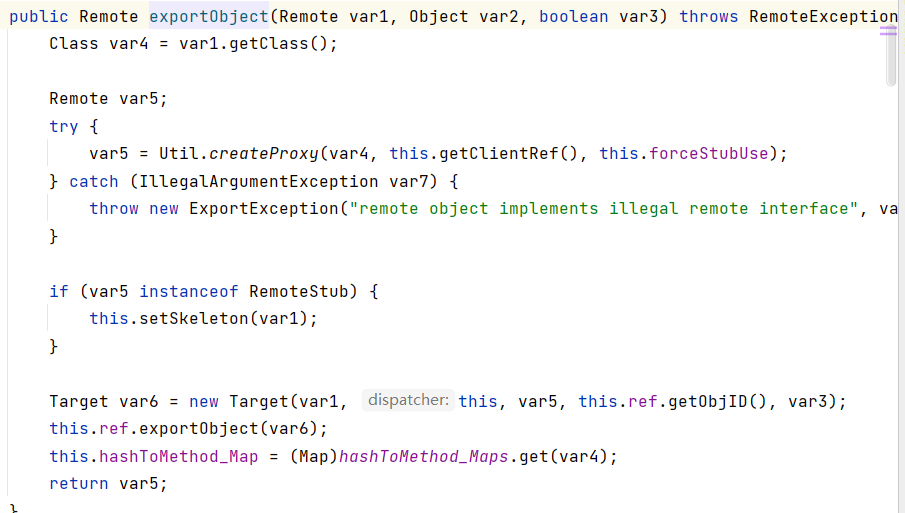 public Remote exportObject(Remote var1, Object var2, boolean var3) throws RemoteException
Class var4 = var1.getClass();
Remote var5;
try {
var5 = Util.createProxy(var4, this.getClientRef(), this.forceStubUse);
} catch (IllegalArgumentException var7) {
throw new ExportException("remote object implements illegal remote interface", va
}
if (var5 instanceof RemoteStub) {
this.setSkeleton(var1);
}
Target var6 = new Target(var1, dispatcher: this, var5, this.ref.getObjID(), var3);
this.ref.exportObject(var6);
this.hashToMethod_Map = (Map)hashToMethod_Maps.get(var4);
return var5;
}